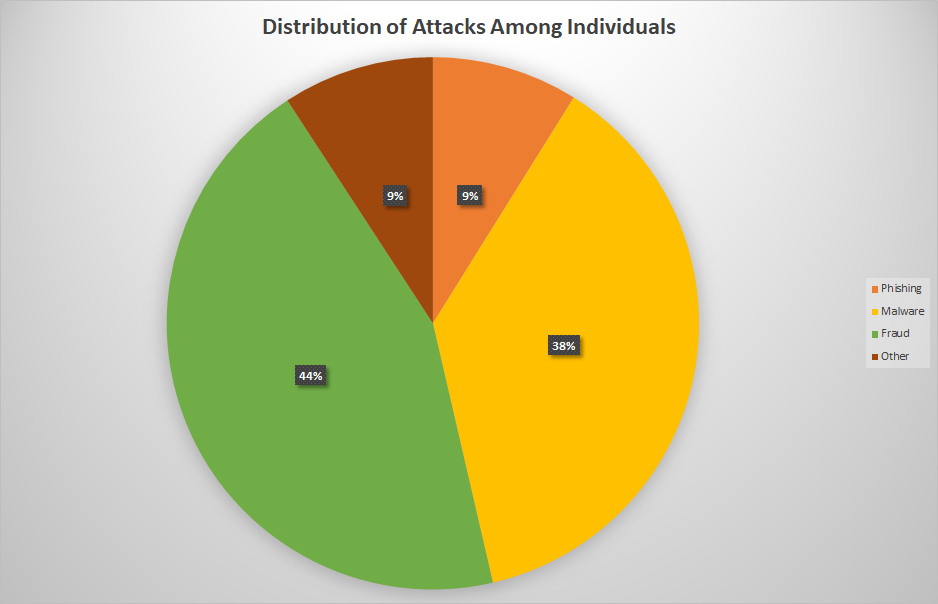 Distribution of Attacks Among Individuals
9%
9%
38%
44%
Phishing
Malware
Fraud
Other